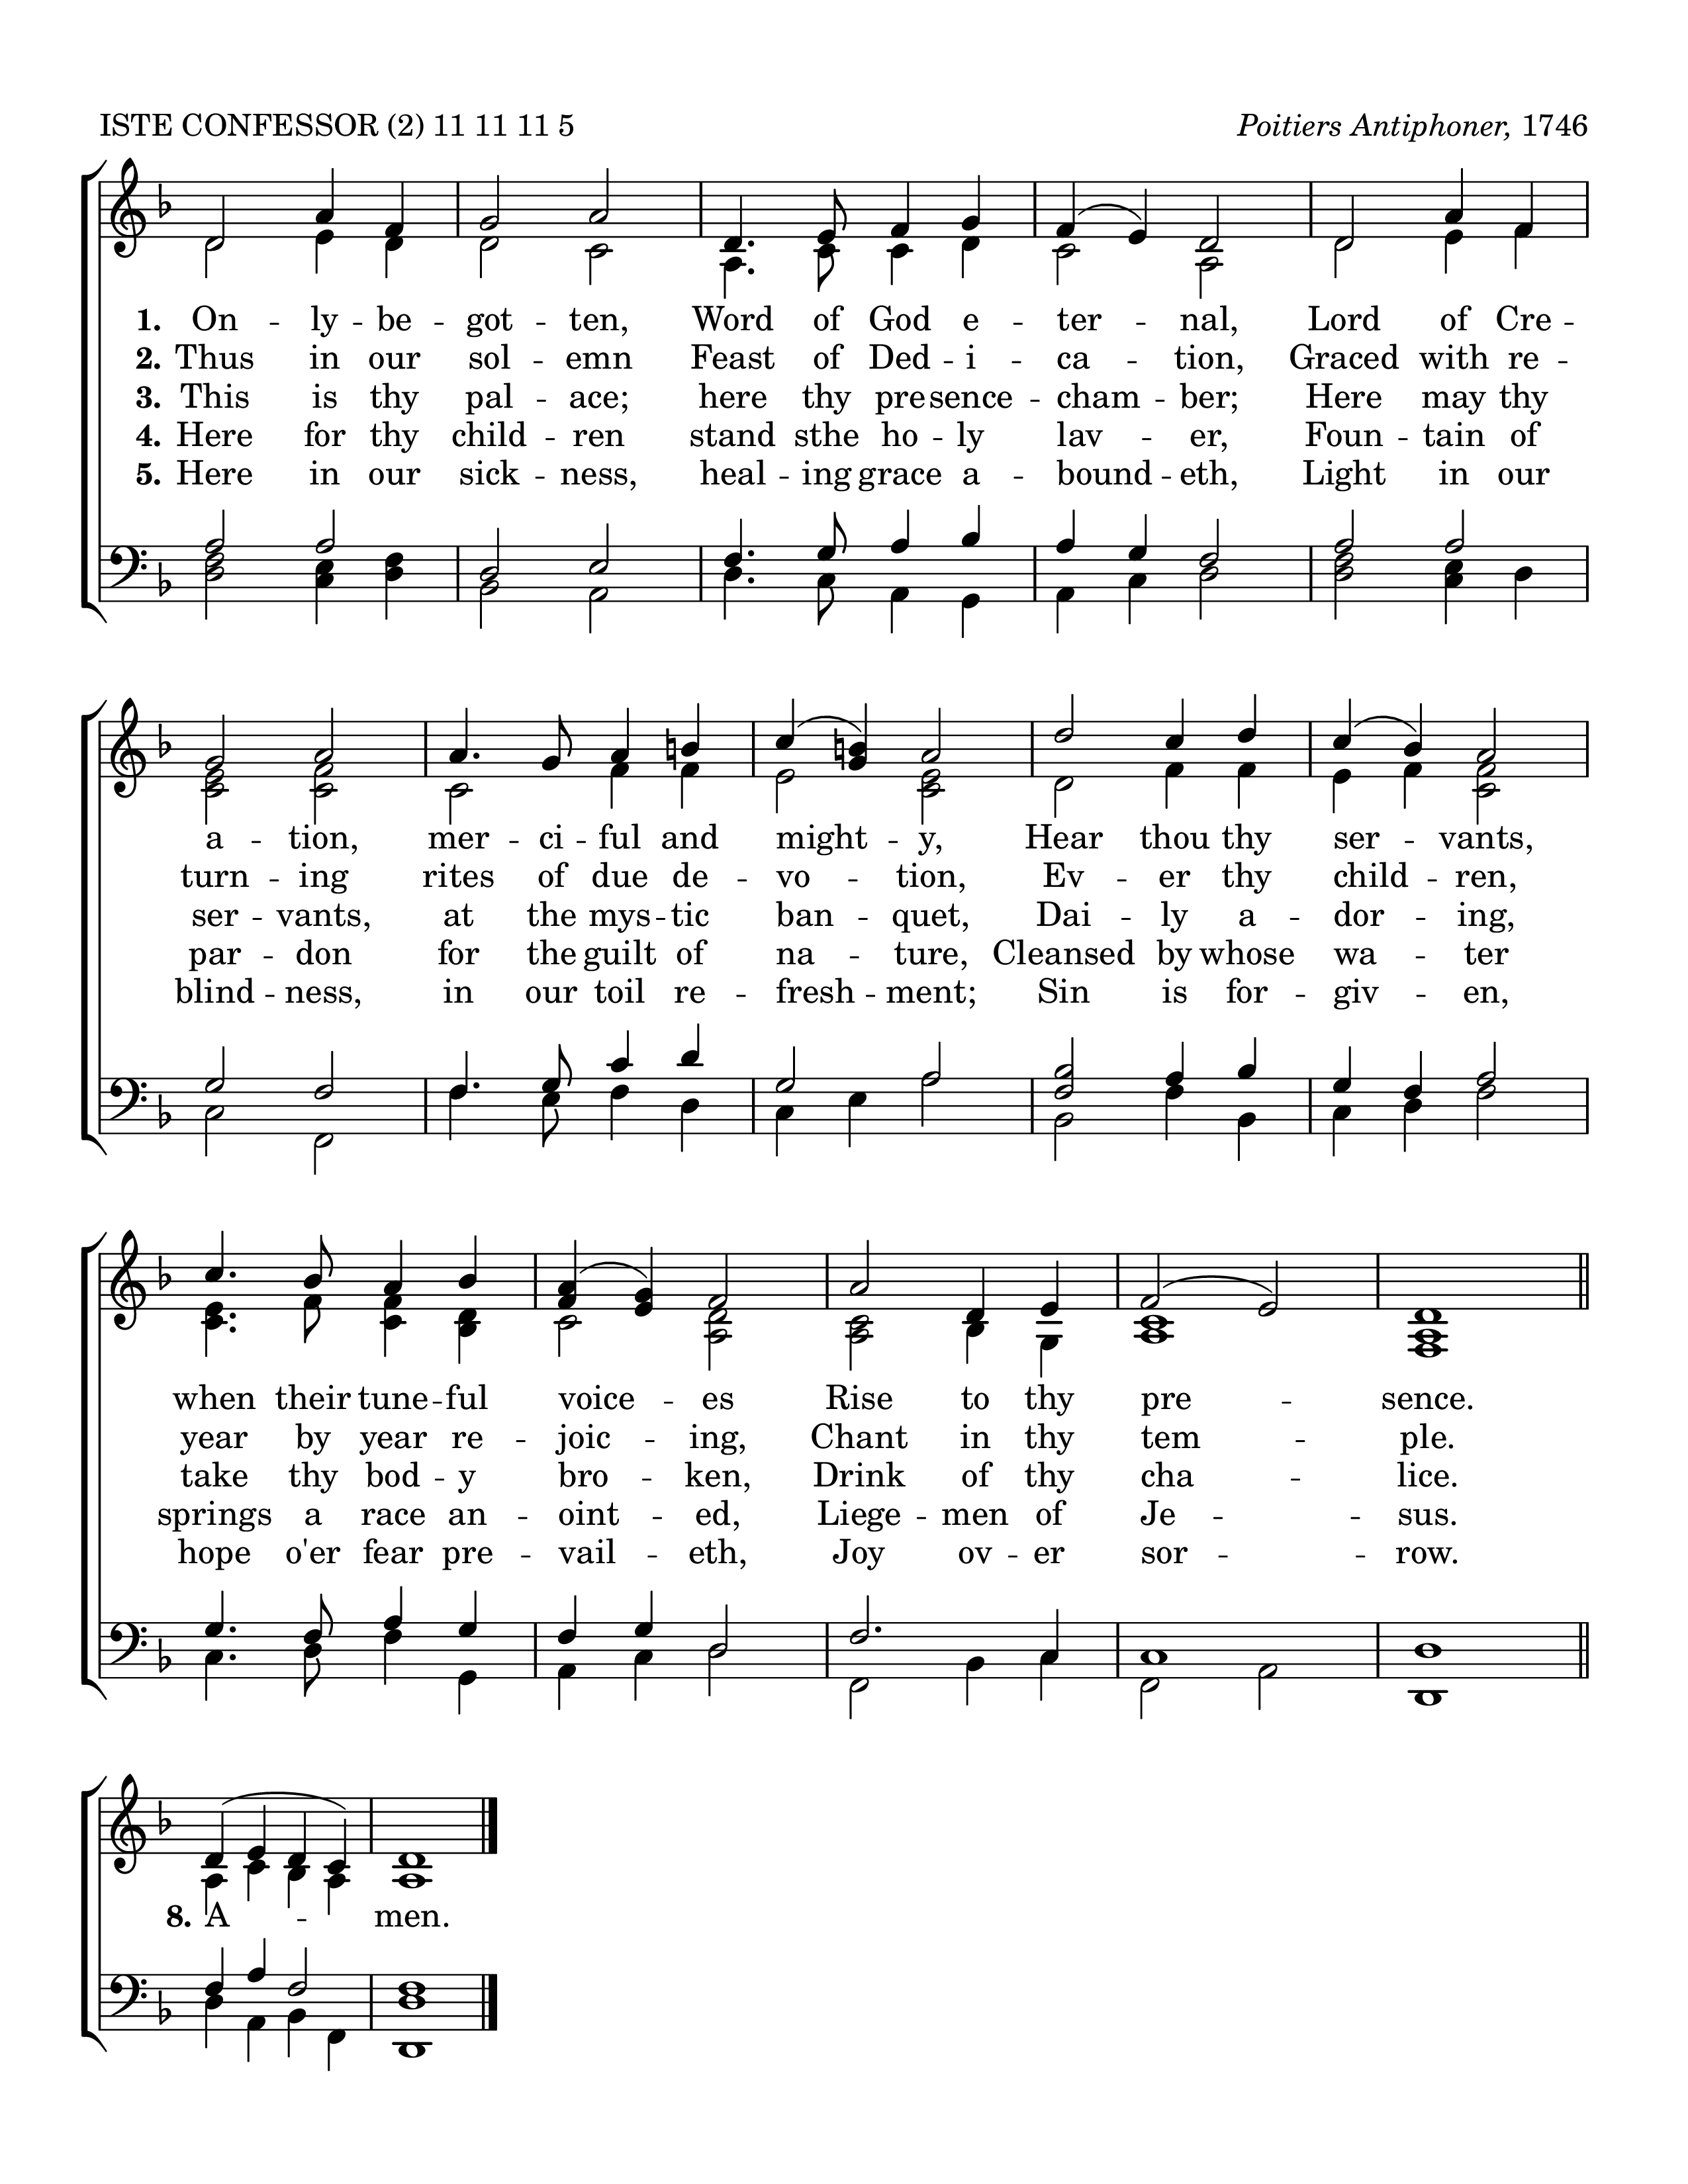 ISTE CONFESSOR (2) 11 11 11 5 Poitiers Antiphoner, 1746
1. On - ly - be - got - ten, Word of God e - ter - nal, Lord of Cre -
2. Thus in our sol - emn Feast of Ded - i - ca - tion, Graced with re -
3. This is thy pal - ace; here thy pre - sence - cham - ber; Here may thy
4. Here for thy child - ren stand sthe ho - ly lav - er, Foun - tain of
5. Here in our sick - ness, heal - ing grace a - bound - eth, Light in our
a - tion, mer - ci - ful and might - y, Hear thou thy ser - vants,
turn - ing rites of due de - vo - tion, Ev - er thy child - ren,
ser - vants, at the mys - tic ban - quet, Dai - ly a - dor - ing,
par - don for the guilt of na - ture, Cleansed by whose wa - ter
blind - ness, in our toil re - fresh - ment; Sin is for - giv - en,
when their tune - ful voice - es Rise to thy pre - sence.
year by year re - joic - ing, Chant in thy tem - ple.
take thy bod - y bro - ken, Drink of thy cha - lice.
springs a race an - oint - ed, Liege - men of Je - sus.
hope o'er fear pre - vail - eth, Joy ov - er sor - row.
8. A - men.